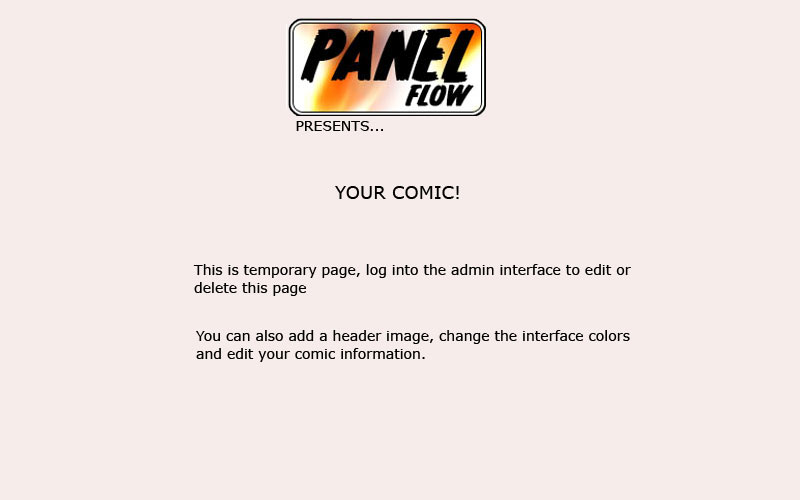 PANEL
FLOW
PRESENTS...
YOUR COMIC!
This is temporary page, log into the admin interface to edit or
delete this page
You can also add a header image, change the interface colors
and edit your comic information.